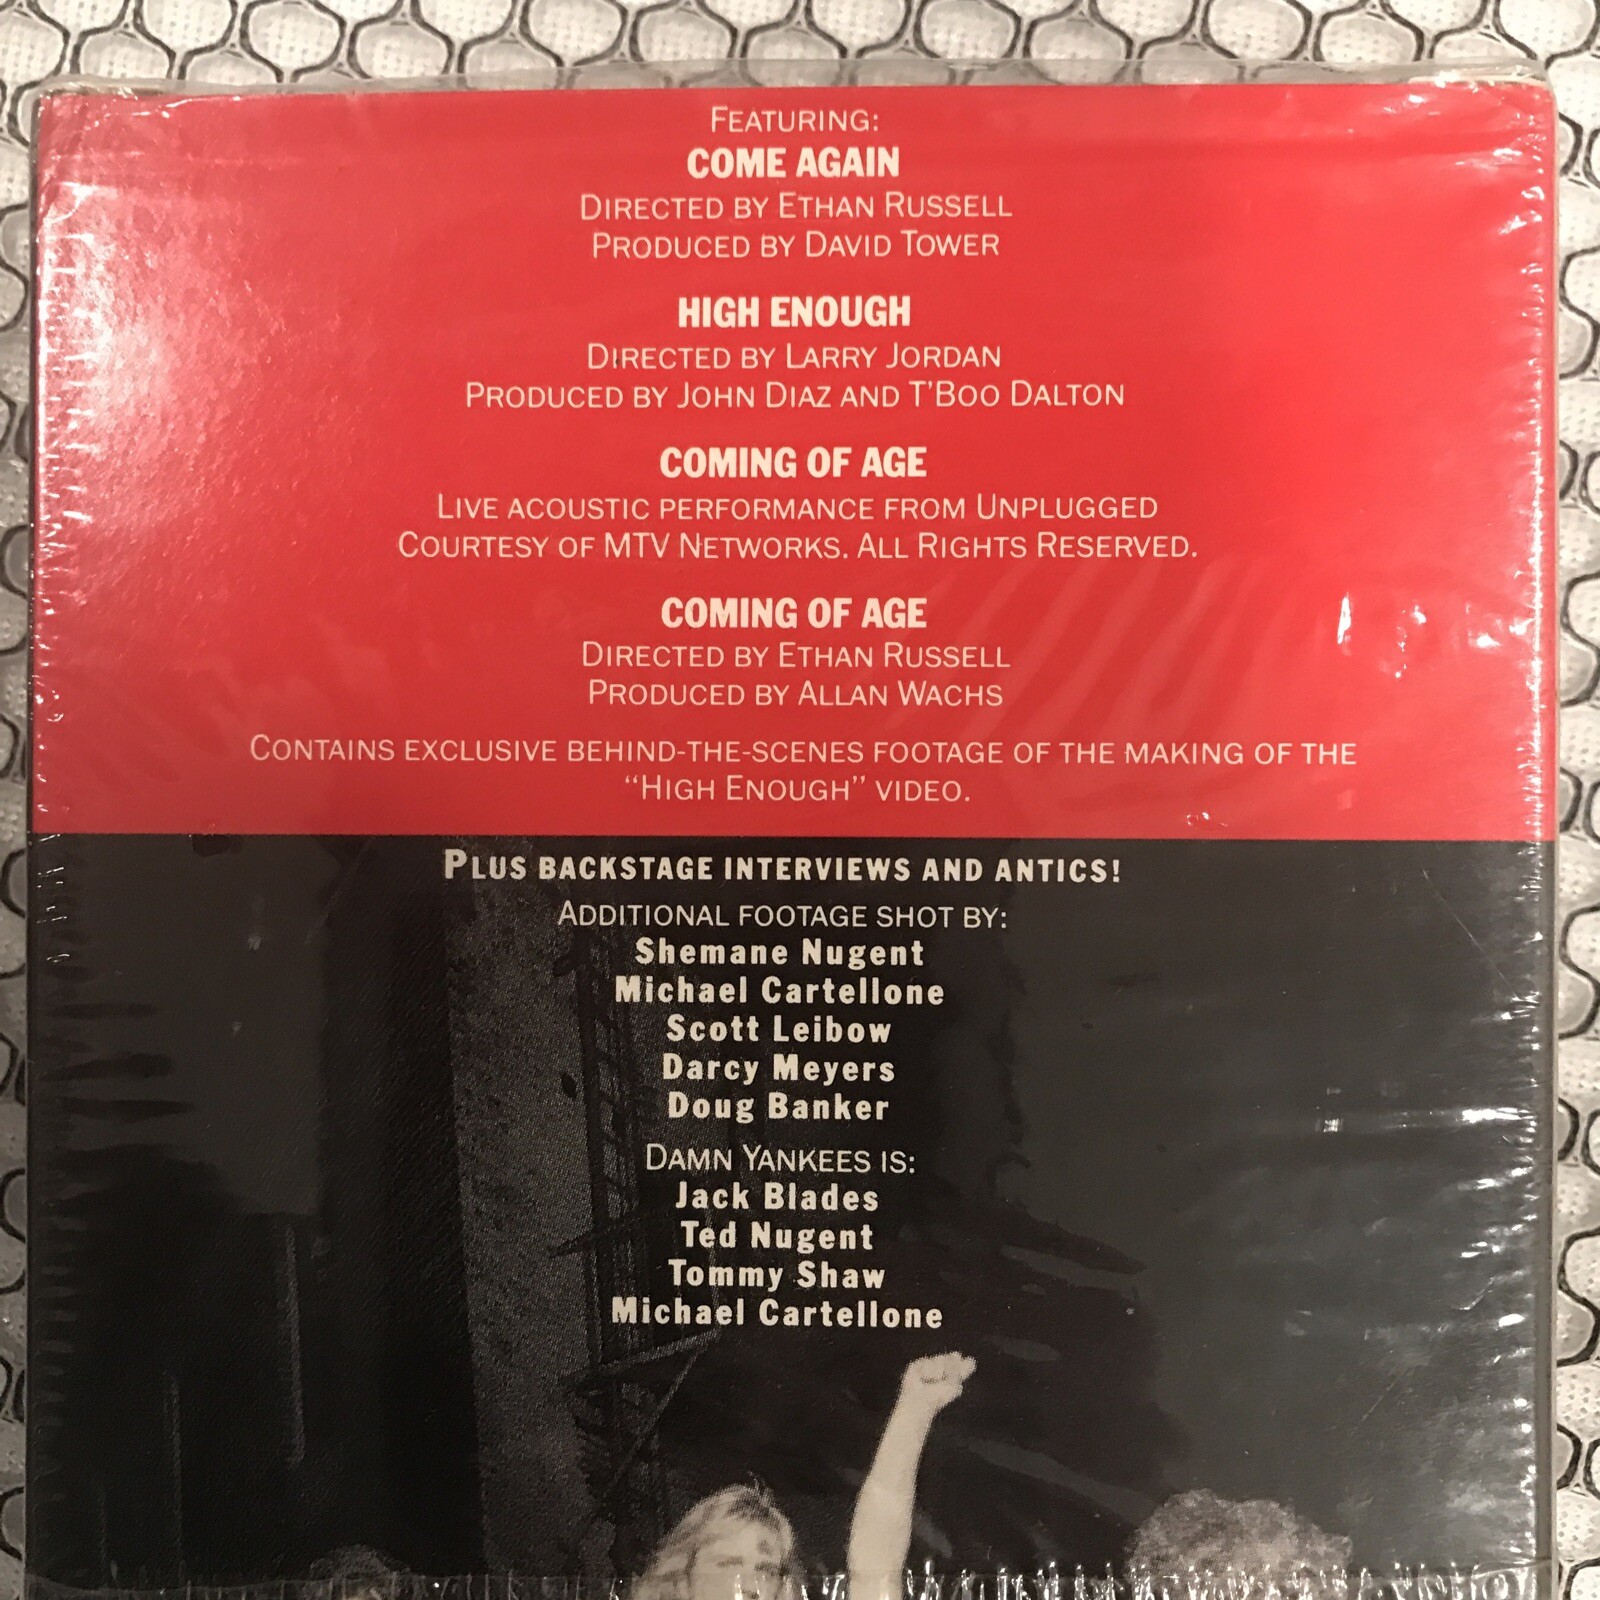 FEATURING:
COME AGAIN
DIRECTED BY ETHAN RUSSELL
PRODUCED BY DAVID TOWER
HIGH ENOUGH
DIRECTED BY LARRY JORDAN
PRODUCED BY JOHN DIAZ AND T'BOO DALTON
COMING OF AGE
LIVE ACOUSTIC PERFORMANCE FROM UNPLUGGED
COURTESY OF MTV NETWORKS. ALL RIGHTS RESERVED.
COMING OF AGE
DIRECTED BY ETHAN RUSSELL
PRODUCED BY ALLAN WACHS
CONTAINS EXCLUSIVE BEHIND-THE-SCENES FOOTAGE OF THE MAKING OF THE
"HIGH ENOUGH" VIDEO.
PLUS BACKSTAGE INTERVIEWS AND ANTICS!
ADDITIONAL FOOTAGE SHOT BY:
Shemane Nugent
Michael Cartellone
Scott Leibow
Darcy Meyers
Doug Banker
DAMN YANKEES IS:
Jack Blades
Ted Nugent
Tommy Shaw
Michael Cartellone